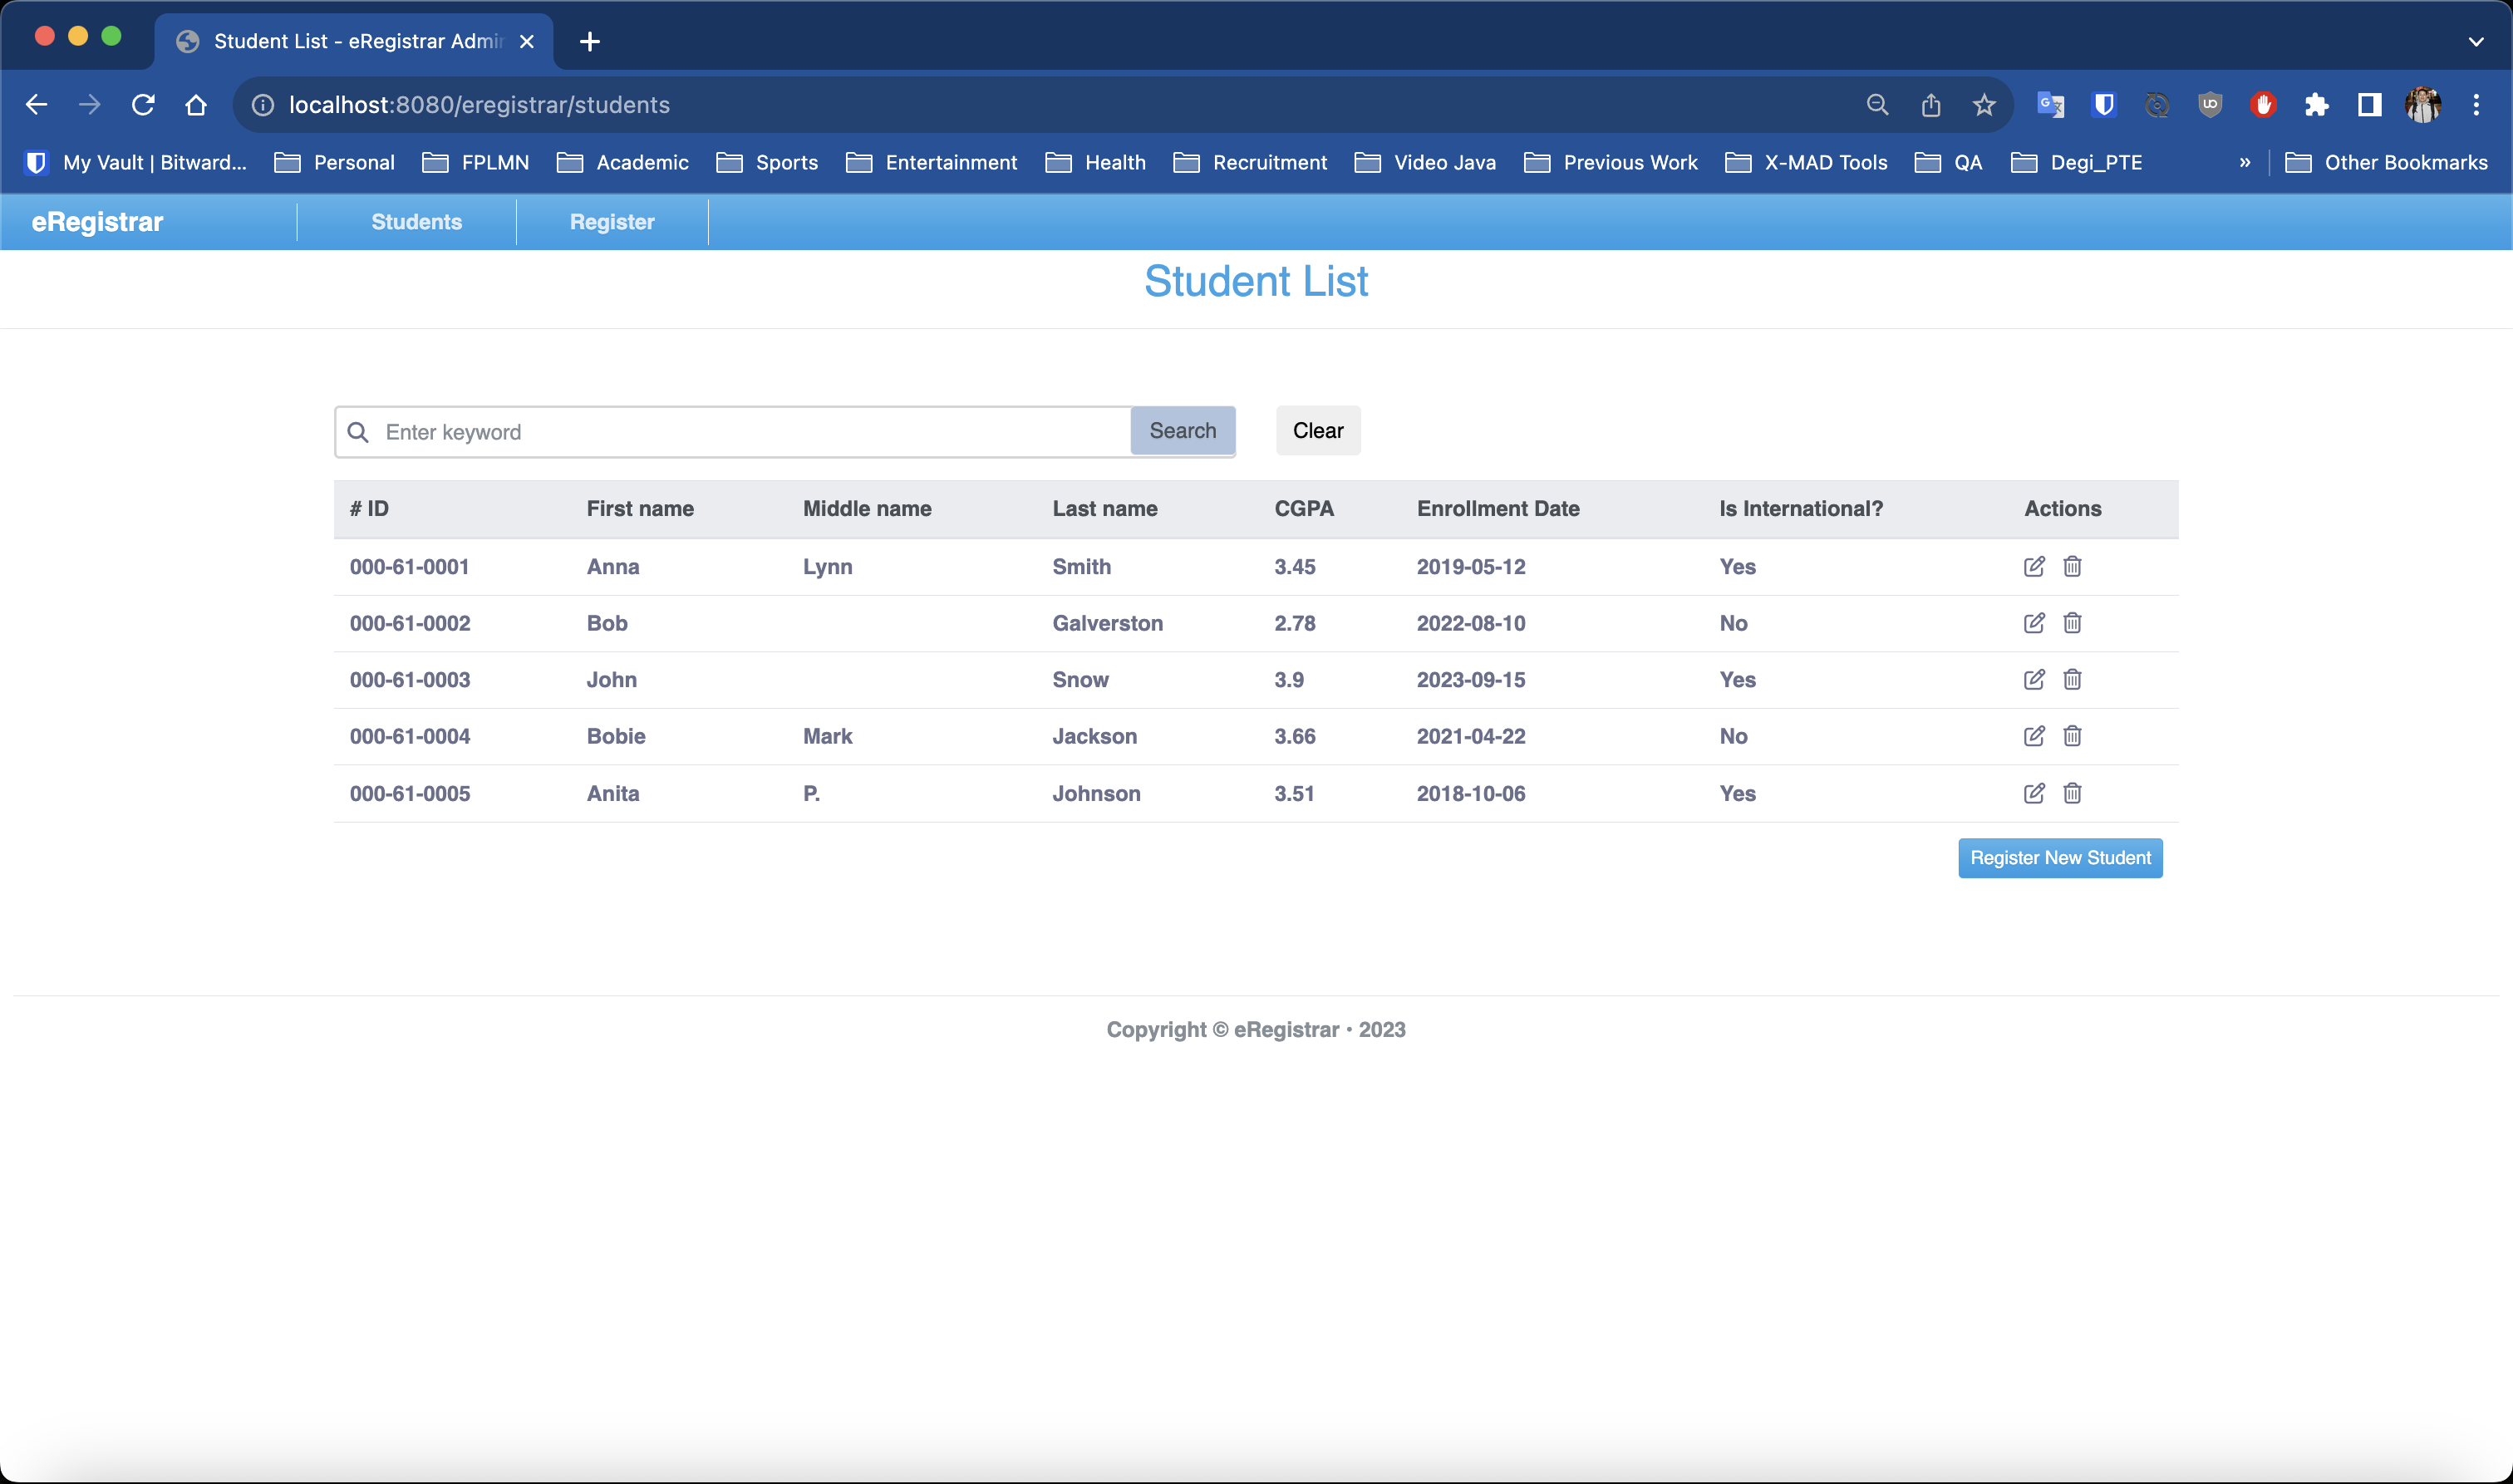 Student List - eRegistrar Admin
localhost:8080/eregistrar/students
My Vault | Bitward... Personal FPLMN Academic Sports Entertainment Health Recruitment Video Java Previous Work X-MAD Tools QA Degi_PTE » Other Bookmarks
eRegistrar Students Register
Student List
Enter keyword Search Clear
# ID First name Middle name Last name CGPA Enrollment Date Is International? Actions
000-61-0001 Anna Lynn Smith 3.45 2019-05-12 Yes
000-61-0002 Bob Galverston 2.78 2022-08-10 No
000-61-0003 John Snow 3.9 2023-09-15 Yes
000-61-0004 Bobie Mark Jackson 3.66 2021-04-22 No
000-61-0005 Anita P. Johnson 3.51 2018-10-06 Yes
Register New Student
Copyright © eRegistrar • 2023